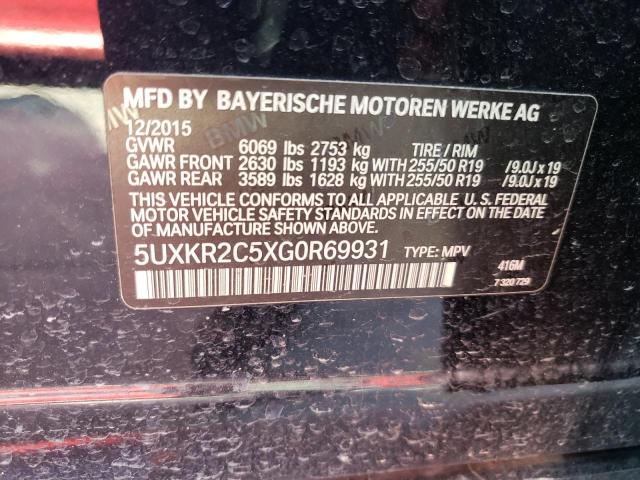 MFD BY BAYERISCHE MOTOREN WERKE AG
12/2015
GVWR 6069 lbs 2753 kg TIRE / RIM
GAWR FRONT 2630 lbs 1193 kg WITH 255/50 R19 /9.0J x 19
GAWR REAR 3589 lbs 1628 kg WITH 255/50 R19 /9.0J x 19
THIS VEHICLE CONFORMS TO ALL APPLICABLE U. S. FEDERAL
MOTOR VEHICLE SAFETY STANDARDS IN EFFECT ON THE DATE OF
MANUFACTURE SHOWN ABOVE.
5UXKR2C5XG0R69931 TYPE: MPV
416M
7 320 729